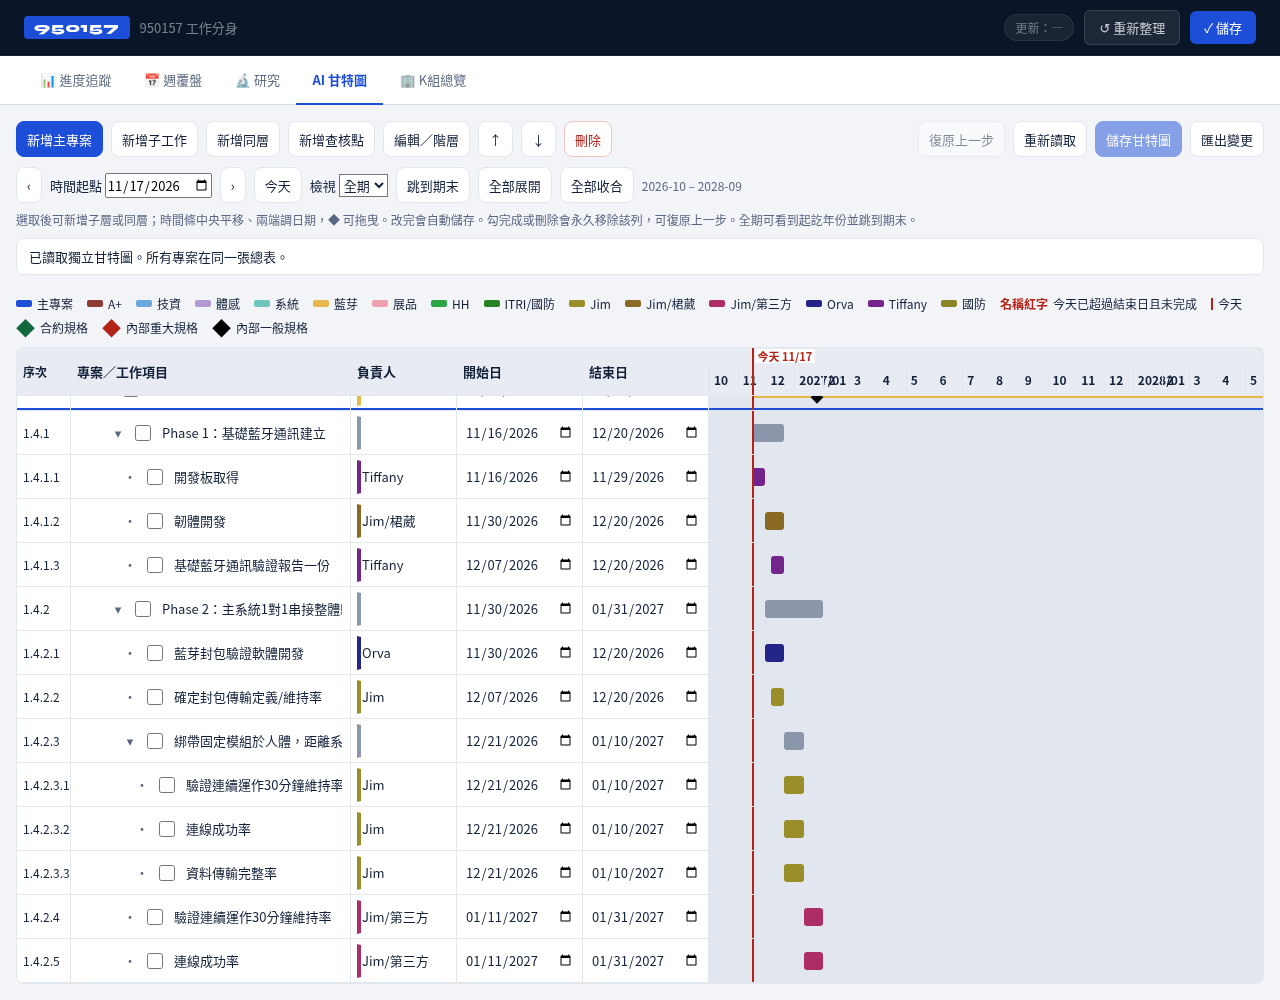 950157 950157 工作分身 更新：— ↺ 重新整理 ✓ 儲存
📊 進度追蹤 📅 週覆盤 🔬 研究 AI 甘特圖 🏢 K組總覽
新增主專案 新增子工作 新增同層 新增查核點 編輯／階層 ↑ ↓ 刪除 復原上一步 重新讀取 儲存甘特圖 匯出變更
‹ 時間起點 11/17/2026 › 今天 檢視 全期 跳到期末 全部展開 全部收合 2026-10 – 2028-09
選取後可新增子層或同層；時間條中央平移、兩端調日期，◆ 可拖曳。改完會自動儲存。勾完成或刪除會永久移除該列，可復原上一步。全期可看到起訖年份並跳到期末。
已讀取獨立甘特圖。所有專案在同一張總表。
主專案 A+ 技資 體感 系統 藍芽 展品 HH ITRI/國防 Jim Jim/桾葳 Jim/第三方 Orva Tiffany 國防 名稱紅字 今天已超過結束日且未完成 今天
合約規格 內部重大規格 內部一般規格
今天 11/17
序次 專案／工作項目 負責人 開始日 結束日 10 11 12 3 4 5 6 7 8 9 10 11 12 3 4 5
1.4.1 ▾ Phase 1：基礎藍牙通訊建立 11/16/2026 12/20/2026
1.4.1.1 • 開發板取得 Tiffany 11/16/2026 11/29/2026
1.4.1.2 • 韌體開發 Jim/桾葳 11/30/2026 12/20/2026
1.4.1.3 • 基礎藍牙通訊驗證報告一份 Tiffany 12/07/2026 12/20/2026
1.4.2 ▾ Phase 2：主系統1對1串接整體 11/30/2026 01/31/2027
1.4.2.1 • 藍芽封包驗證軟體開發 Orva 11/30/2026 12/20/2026
1.4.2.2 • 確定封包傳輸定義/維持率 Jim 12/07/2026 12/20/2026
1.4.2.3 ▾ 綁帶固定模組於人體，距離系 12/21/2026 01/10/2027
1.4.2.3.1 • 驗證連續運作30分鐘維持率 Jim 12/21/2026 01/10/2027
1.4.2.3.2 • 連線成功率 Jim 12/21/2026 01/10/2027
1.4.2.3.3 • 資料傳輸完整率 Jim 12/21/2026 01/10/2027
1.4.2.4 • 驗證連續運作30分鐘維持率 Jim/第三方 01/11/2027 01/31/2027
1.4.2.5 • 連線成功率 Jim/第三方 01/11/2027 01/31/2027